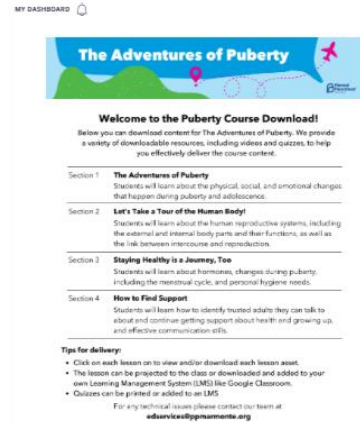 MY DASHBOARD
The Adventures of Puberty
Planned
Parenthood
Welcome to the Puberty Course Download!
Below you can download content for The Adventures of Puberty. We provide
a variety of downloadable resources, including videos and quizzes, to help
you effectively deliver the course content.
Section 1 The Adventures of Puberty
Students will learn about the physical, social, and emotional changes
that happen during puberty and adolescence.
Section 2 Let's Take a Tour of the Human Body!
Students will learn about the human reproductive systems, including
the external and internal body parts and their functions, as well as
the link between intercourse and reproduction.
Section 3 Staying Healthy is a Journey, Too
Students will learn about hormones, changes during puberty,
including the menstrual cycle, and personal hygiene needs.
Section 4 How to Find Support
Students will learn how to identify trusted adults they can talk to
about and continue getting support about health and growing up,
and effective communication skills.
Tips for delivery:
• Click on each lesson on to view and/or download each lesson asset.
• The lesson can be projected to the class or downloaded and added to your
own Learning Management System (LMS) like Google Classroom.
• Quizzes can be printed or added to an LMS
For any technical issues please contact our team at
edservices@ppmarmonte.org